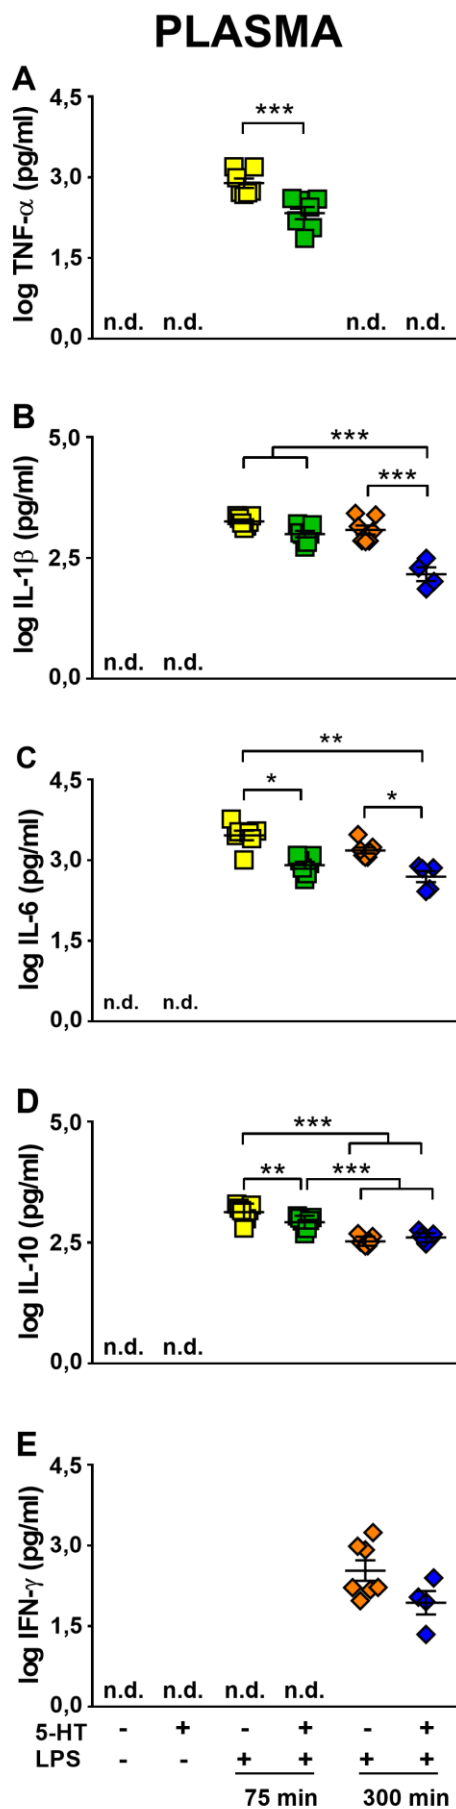 PLASMA
A
log TNF-α (pg/ml)
4,5
***
3,0
1,5
n.d. n.d. n.d. n.d.
0,0
B
log IL-1β (pg/ml)
5,0
***
***
2,5
n.d. n.d.
0,0
C
log IL-6 (pg/ml)
4,5
**
*
*
3,0
1,5
n.d. n.d.
0,0
D
log IL-10 (pg/ml)
5,0
***
** ***
2,5
n.d. n.d.
0,0
E
log IFN-γ (pg/ml)
4,5
3,0
1,5
n.d. n.d. n.d. n.d.
0,0
5-HT - + - + - +
LPS - - + + + +
75 min 300 min